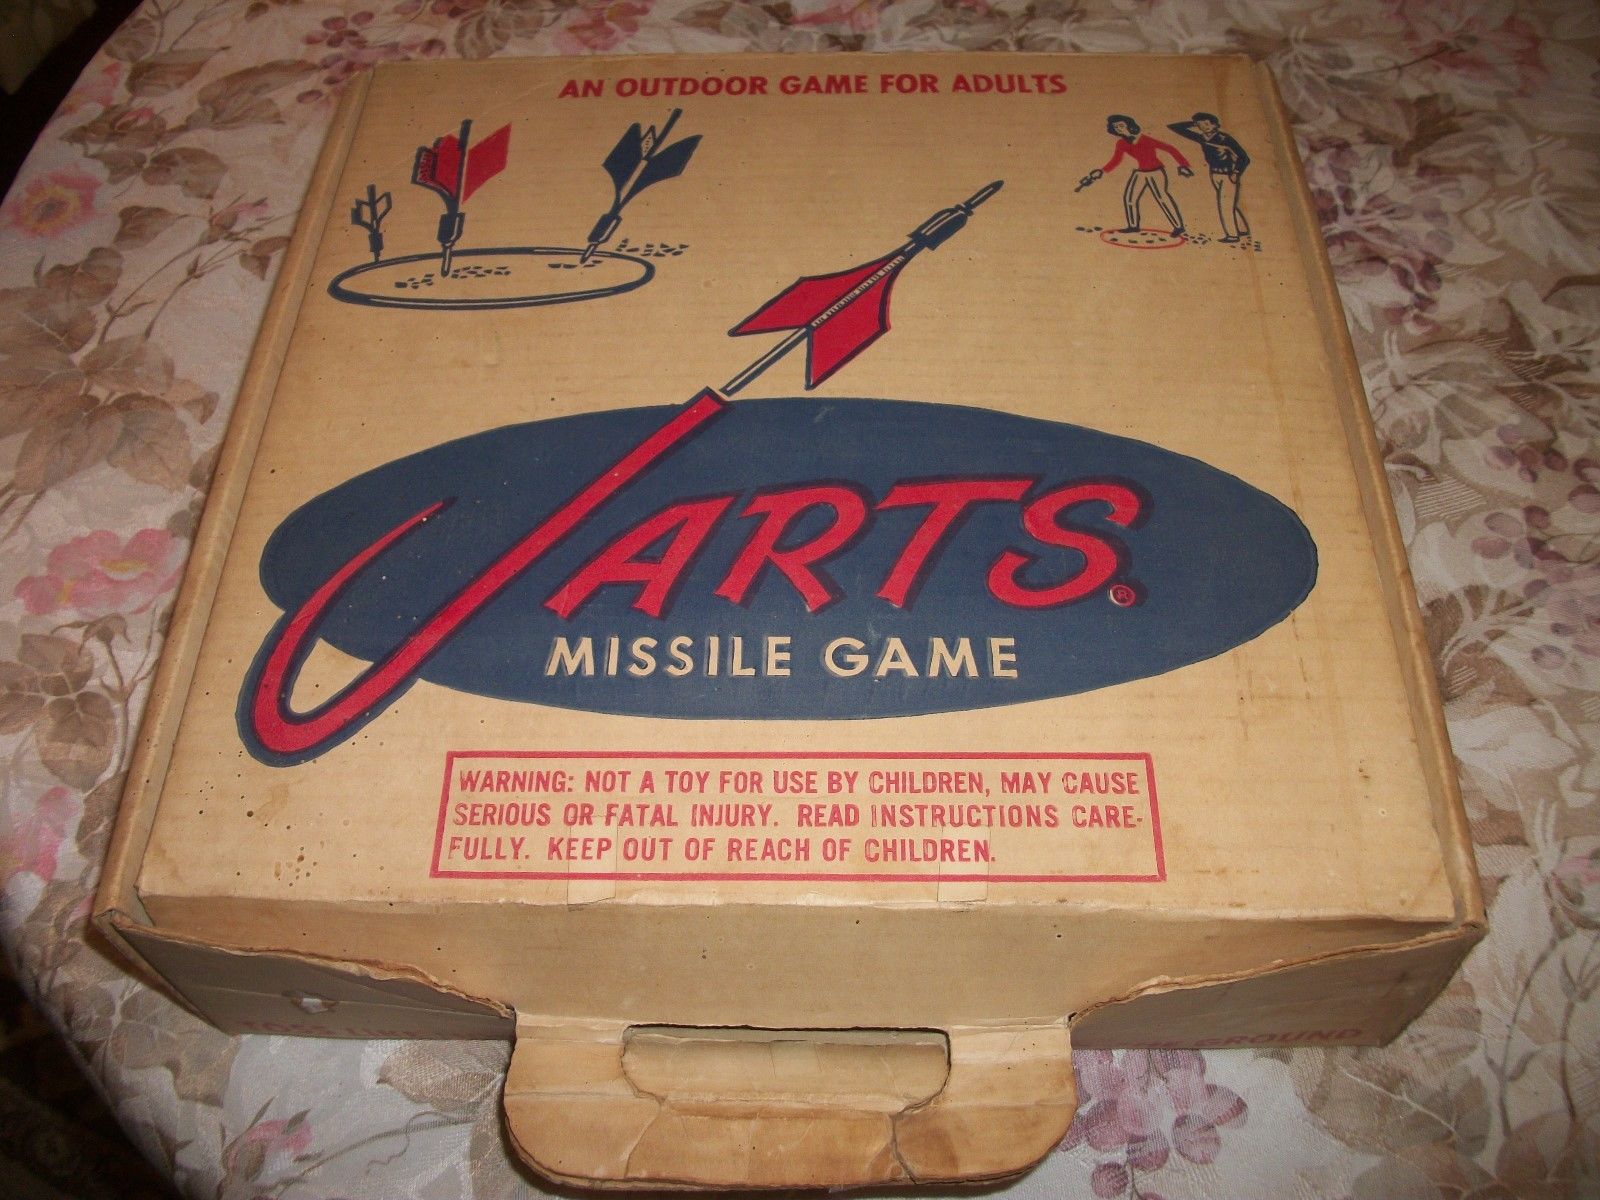 AN OUTDOOR GAME FOR ADULTS
JARTS®
MISSILE GAME
WARNING: NOT A TOY FOR USE BY CHILDREN, MAY CAUSE
SERIOUS OR FATAL INJURY. READ INSTRUCTIONS CARE-
FULLY. KEEP OUT OF REACH OF CHILDREN.
GROUND